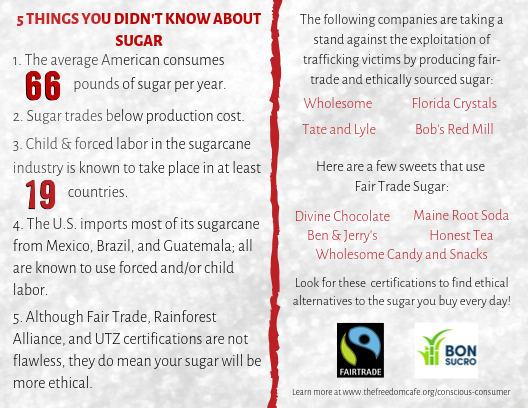 5 THINGS YOU DIDN'T KNOW ABOUT
SUGAR
1. The average American consumes
66 pounds of sugar per year.
2. Sugar trades below production cost.
3. Child & forced labor in the sugarcane
industry is known to take place in at least
19 countries.
4. The U.S. imports most of its sugarcane
from Mexico, Brazil, and Guatemala; all
are known to use forced and/or child
labor.
5. Although Fair Trade, Rainforest
Alliance, and UTZ certifications are not
flawless, they do mean your sugar will be
more ethical.
The following companies are taking a
stand against the exploitation of
trafficking victims by producing fair-
trade and ethically sourced sugar:
Wholesome Florida Crystals
Tate and Lyle Bob's Red Mill
Here are a few sweets that use
Fair Trade Sugar:
Divine Chocolate Maine Root Soda
Ben & Jerry's Honest Tea
Wholesome Candy and Snacks
Look for these certifications to find ethical
alternatives to the sugar you buy every day!
FAIRTRADE
BON
SUCRO
Learn more at www.thefreedomcafe.org/conscious-consumer